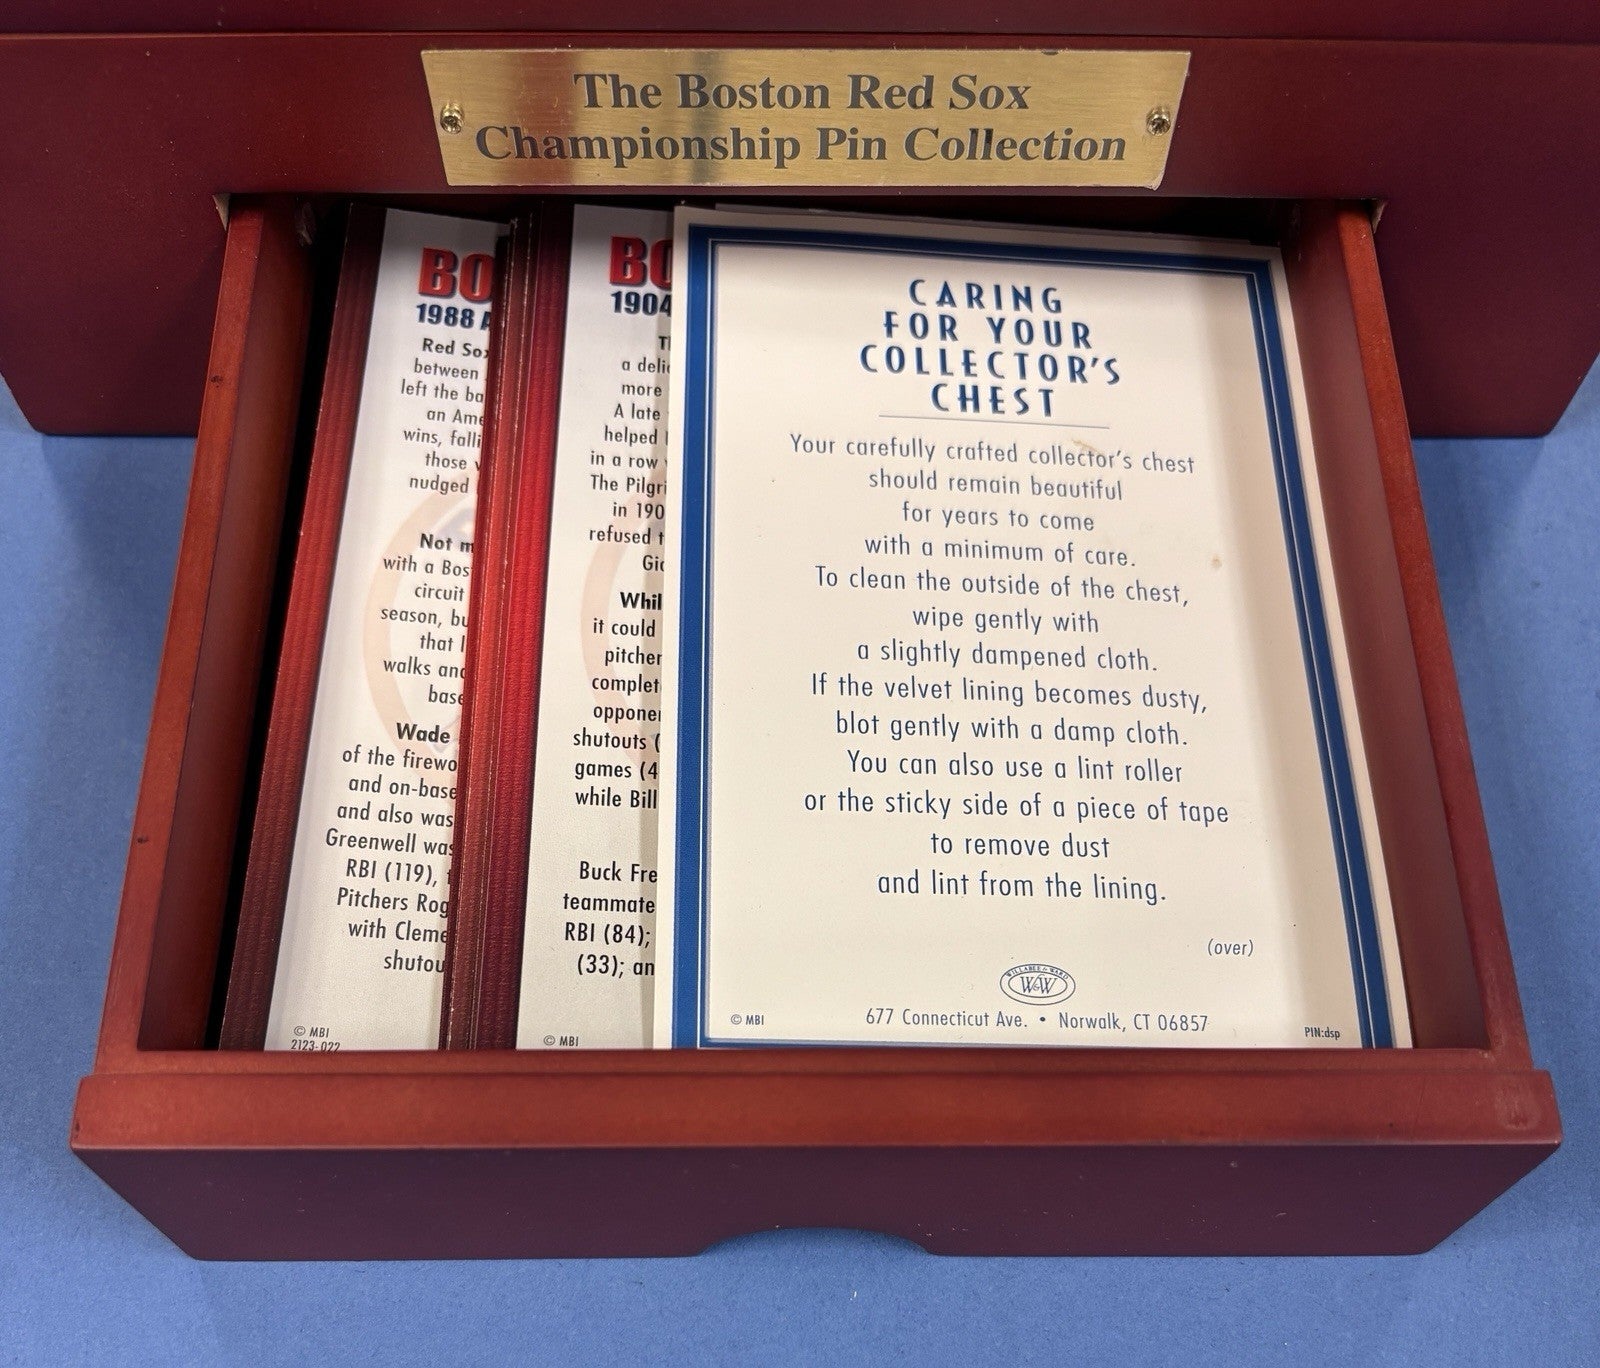 The Boston Red Sox
Championship Pin Collection
BO
1988 A
Red Sox
between
left the ba
an Ame
wins, falli
those
nudged
Not m
with a Bos
circuit
season, bu
that
walks and
base
Wade
of the firewo
and on-base
and also was
Greenwell was
RBI (119),
Pitchers Rog
with Cleme
shutou
© MBI
2123-022
BO
1904
a delic
more
A late
helped
in a row
The Pilgri
in 190
refused t
Gia
Whil
it could
pitcher
complet
oppone
shutouts (
games (4
while Bill
Buck Fre
teammate
RBI (84);
(33); an
© MBI
CARING
FOR YOUR
COLLECTOR'S
CHEST
Your carefully crafted collector's chest
should remain beautiful
for years to come
with a minimum of care.
To clean the outside of the chest,
wipe gently with
a slightly dampened cloth.
If the velvet lining becomes dusty,
blot gently with a damp cloth.
You can also use a lint roller
or the sticky side of a piece of tape
to remove dust
and lint from the lining.
(over)
WILLABEE & WARD
W&W
© MBI
677 Connecticut Ave. • Norwalk, CT 06857
PIN:dsp